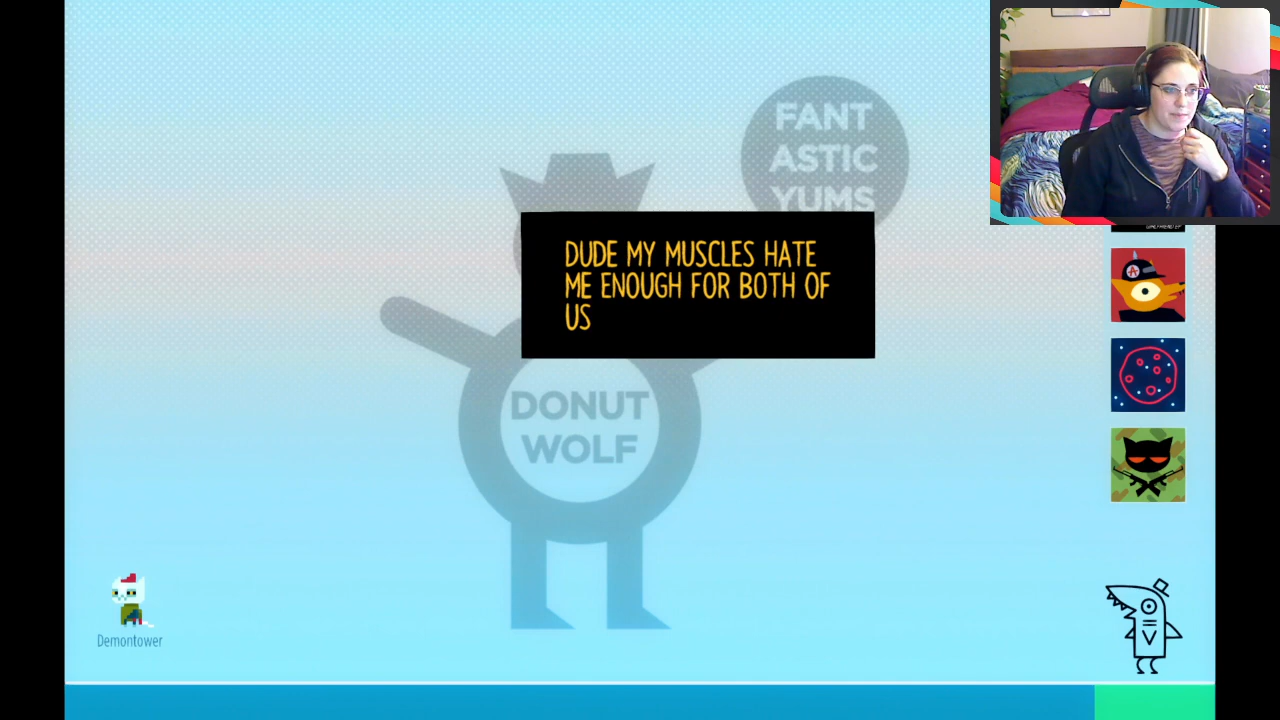 FANT
ASTIC
YUMS
DUDE MY MUSCLES HATE
ME ENOUGH FOR BOTH OF
US
DONUT
WOLF
Demontower